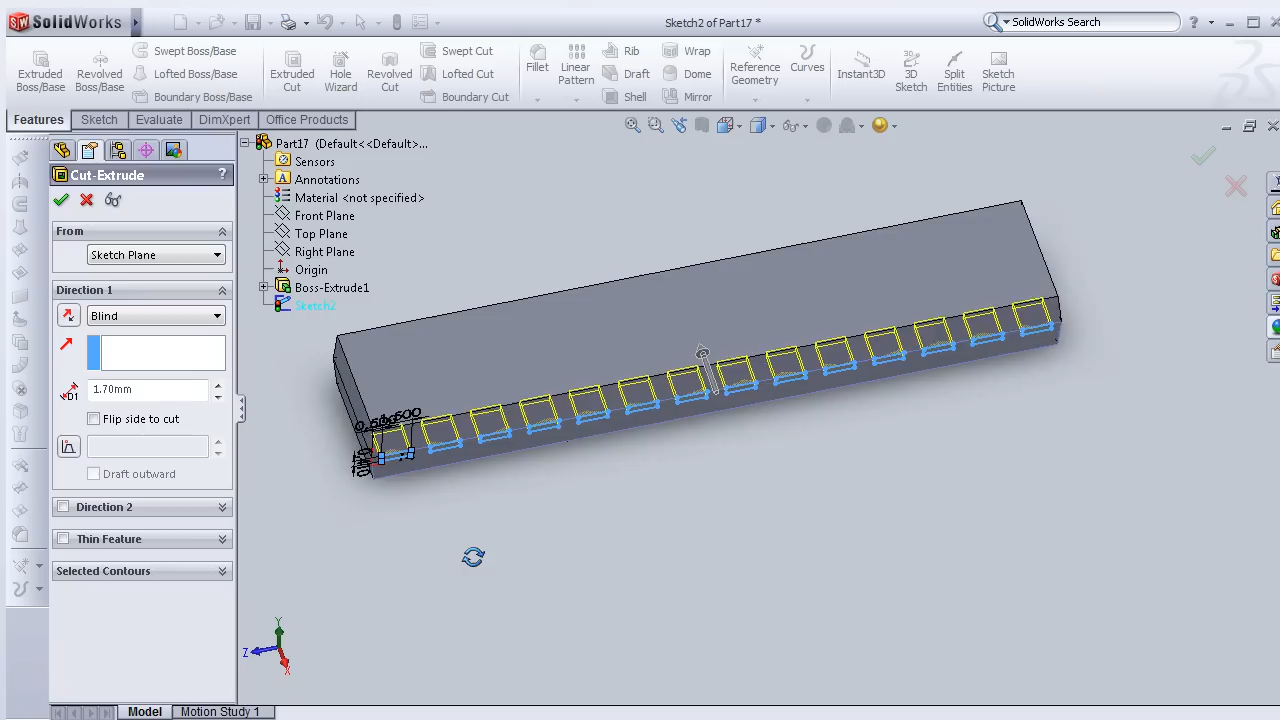 SolidWorks
Sketch2 of Part17 *
SolidWorks Search
Extruded Boss/Base
Revolved Boss/Base
Swept Boss/Base
Lofted Boss/Base
Boundary Boss/Base
Extruded Cut
Hole Wizard
Revolved Cut
Swept Cut
Lofted Cut
Boundary Cut
Fillet
Linear Pattern
Rib
Draft
Shell
Wrap
Dome
Mirror
Reference Geometry
Curves
Instant3D
3D Sketch
Split Entities
Sketch Picture
Features
Sketch
Evaluate
DimXpert
Office Products
Cut-Extrude
?
From
Sketch Plane
Direction 1
Blind
1.70mm
Flip side to cut
Draft outward
Direction 2
Thin Feature
Selected Contours
Part17 (Default<<Default>...
Sensors
Annotations
Material <not specified>
Front Plane
Top Plane
Right Plane
Origin
Boss-Extrude1
Sketch2
Y
Z
X
Model
Motion Study 1